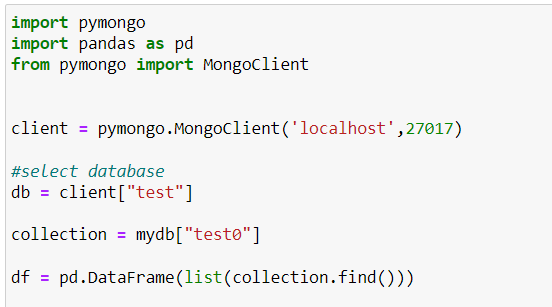 import pymongo
import pandas as pd
from pymongo import MongoClient
client = pymongo.MongoClient('localhost',27017)
#select database
db = client["test"]
collection = mydb["test0"]
df = pd.DataFrame(list(collection.find()))